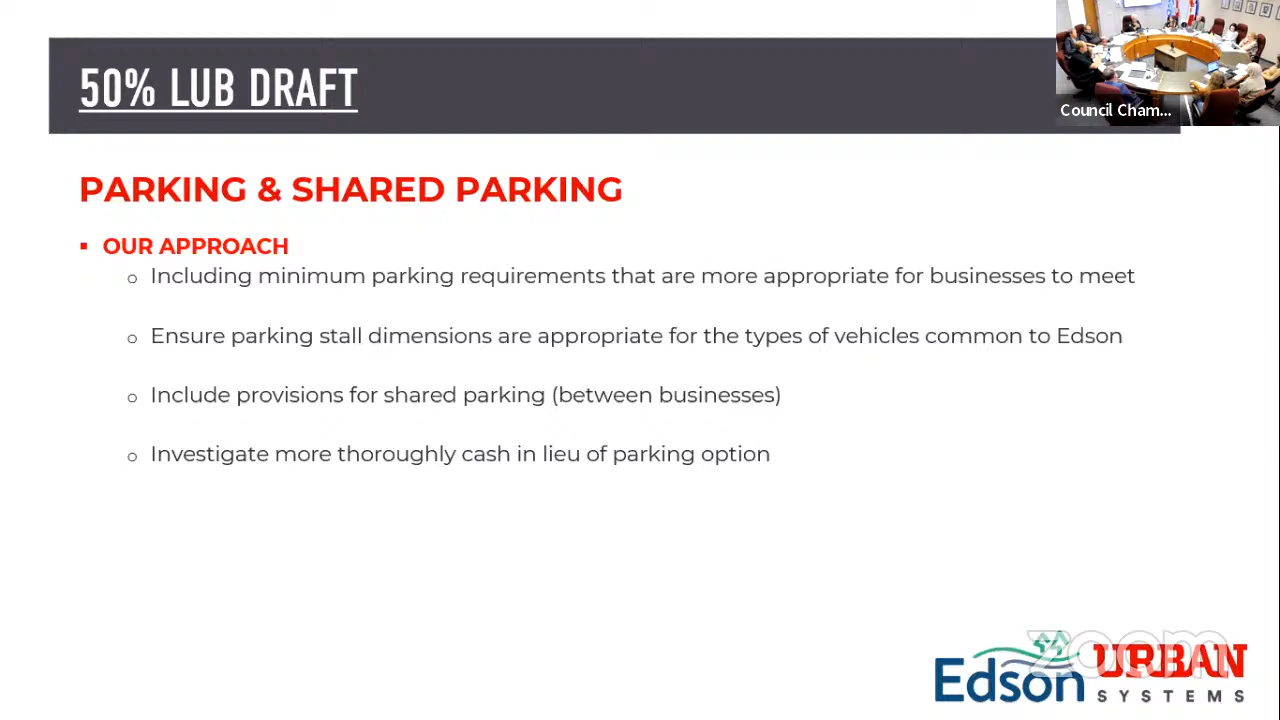 50% LUB DRAFT
Council Cham...
PARKING & SHARED PARKING
▪ OUR APPROACH
o Including minimum parking requirements that are more appropriate for businesses to meet
o Ensure parking stall dimensions are appropriate for the types of vehicles common to Edson
o Include provisions for shared parking (between businesses)
o Investigate more thoroughly cash in lieu of parking option
zoom
Edson
URBAN
SYSTEMS